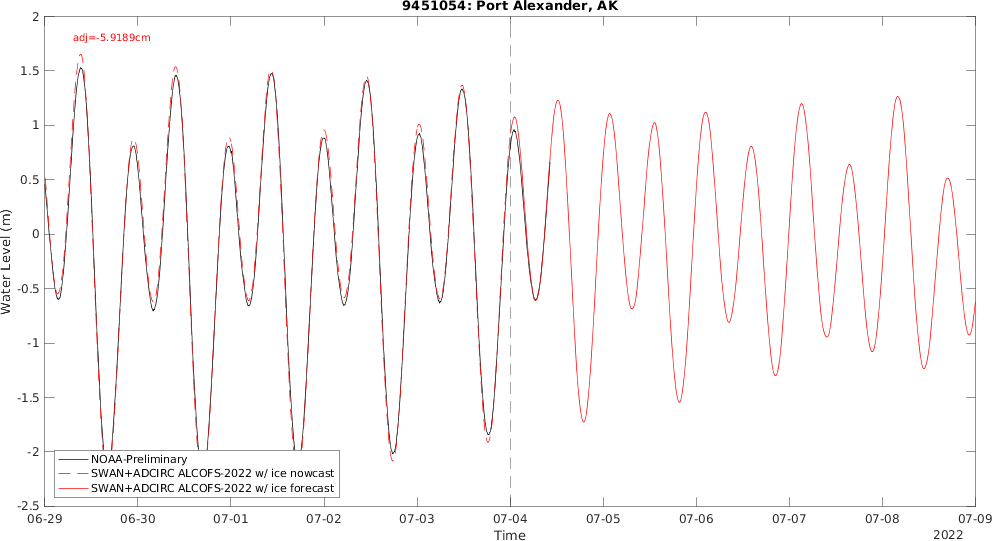 9451054: Port Alexander, AK
adj=-5.9189cm
2
1.5
1
0.5
0
-0.5
-1
-1.5
-2
-2.5
Water Level (m)
NOAA-Preliminary
SWAN+ADCIRC ALCOFS-2022 w/ ice nowcast
SWAN+ADCIRC ALCOFS-2022 w/ ice forecast
06-29 06-30 07-01 07-02 07-03 07-04 07-05 07-06 07-07 07-08 07-09
Time
2022